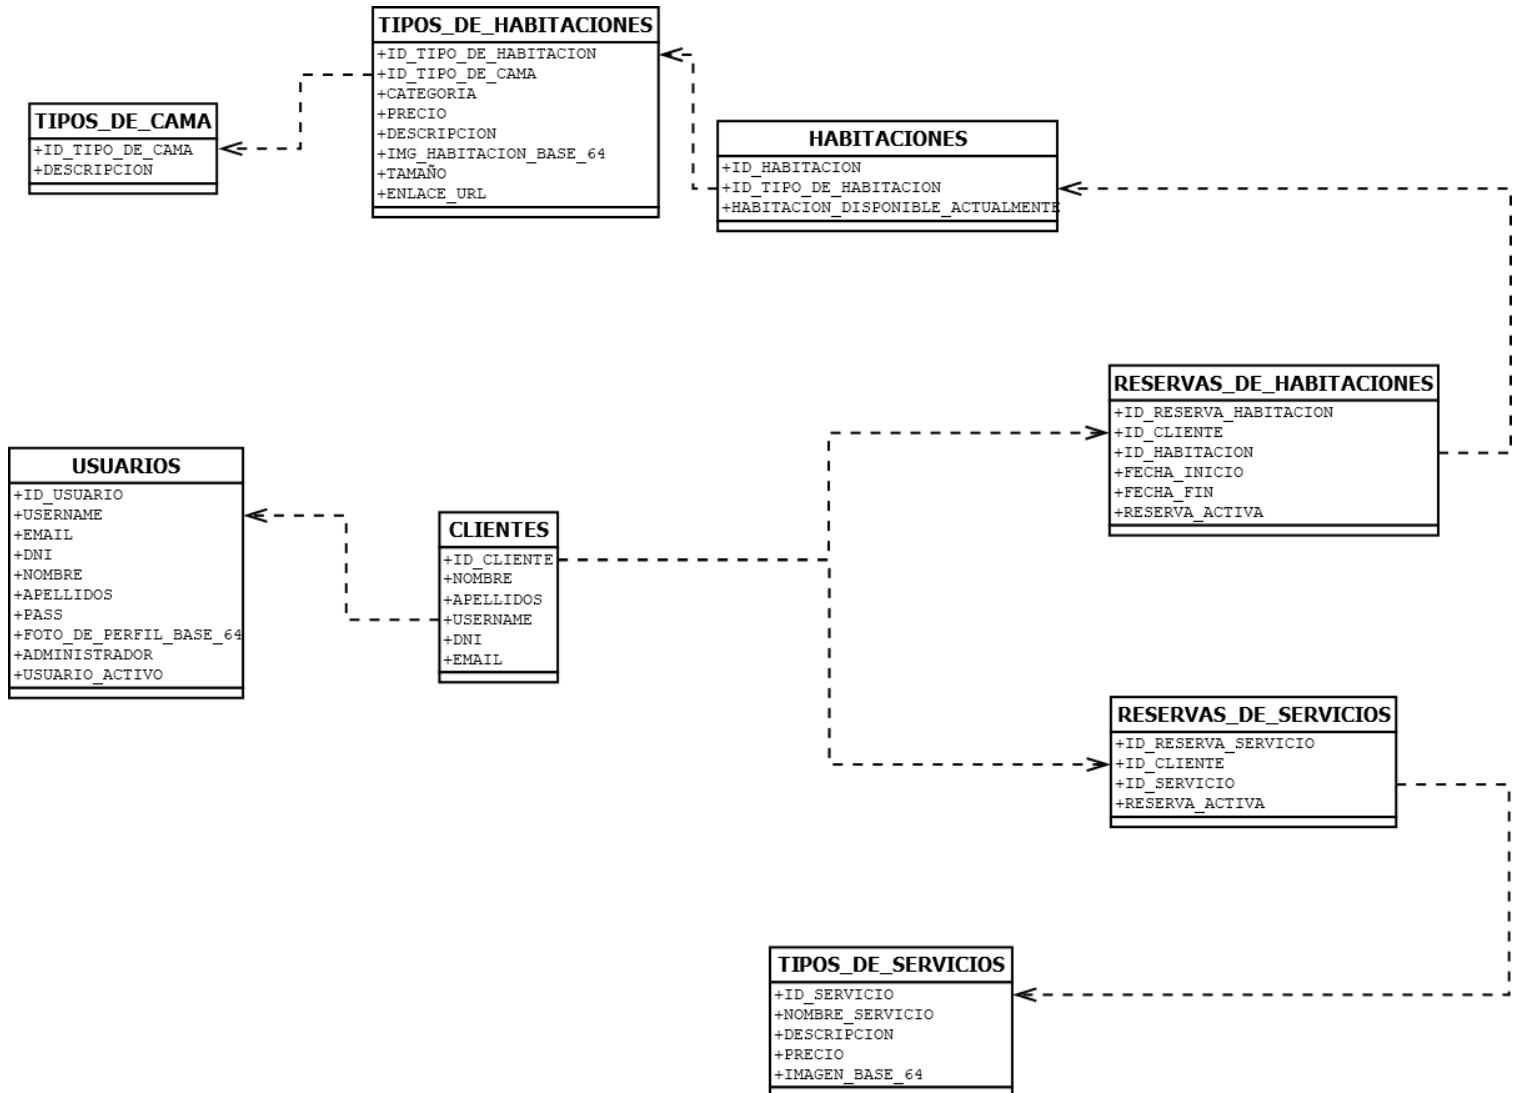 TIPOS_DE_HABITACIONES
+ID_TIPO_DE_HABITACION
+ID_TIPO_DE_CAMA
+CATEGORIA
+PRECIO
+DESCRIPCION
+IMG_HABITACION_BASE_64
+TAMAÑO
+ENLACE_URL
TIPOS_DE_CAMA
+ID_TIPO_DE_CAMA
+DESCRIPCION
HABITACIONES
+ID_HABITACION
+ID_TIPO_DE_HABITACION
+HABITACION_DISPONIBLE_ACTUALMENTE
RESERVAS_DE_HABITACIONES
+ID_RESERVA_HABITACION
+ID_CLIENTE
+ID_HABITACION
+FECHA_INICIO
+FECHA_FIN
+RESERVA_ACTIVA
USUARIOS
+ID_USUARIO
+USERNAME
+EMAIL
+DNI
+NOMBRE
+APELLIDOS
+PASS
+FOTO_DE_PERFIL_BASE_64
+ADMINISTRADOR
+USUARIO_ACTIVO
CLIENTES
+ID_CLIENTE
+NOMBRE
+APELLIDOS
+USERNAME
+DNI
+EMAIL
RESERVAS_DE_SERVICIOS
+ID_RESERVA_SERVICIO
+ID_CLIENTE
+ID_SERVICIO
+RESERVA_ACTIVA
TIPOS_DE_SERVICIOS
+ID_SERVICIO
+NOMBRE_SERVICIO
+DESCRIPCION
+PRECIO
+IMAGEN_BASE_64